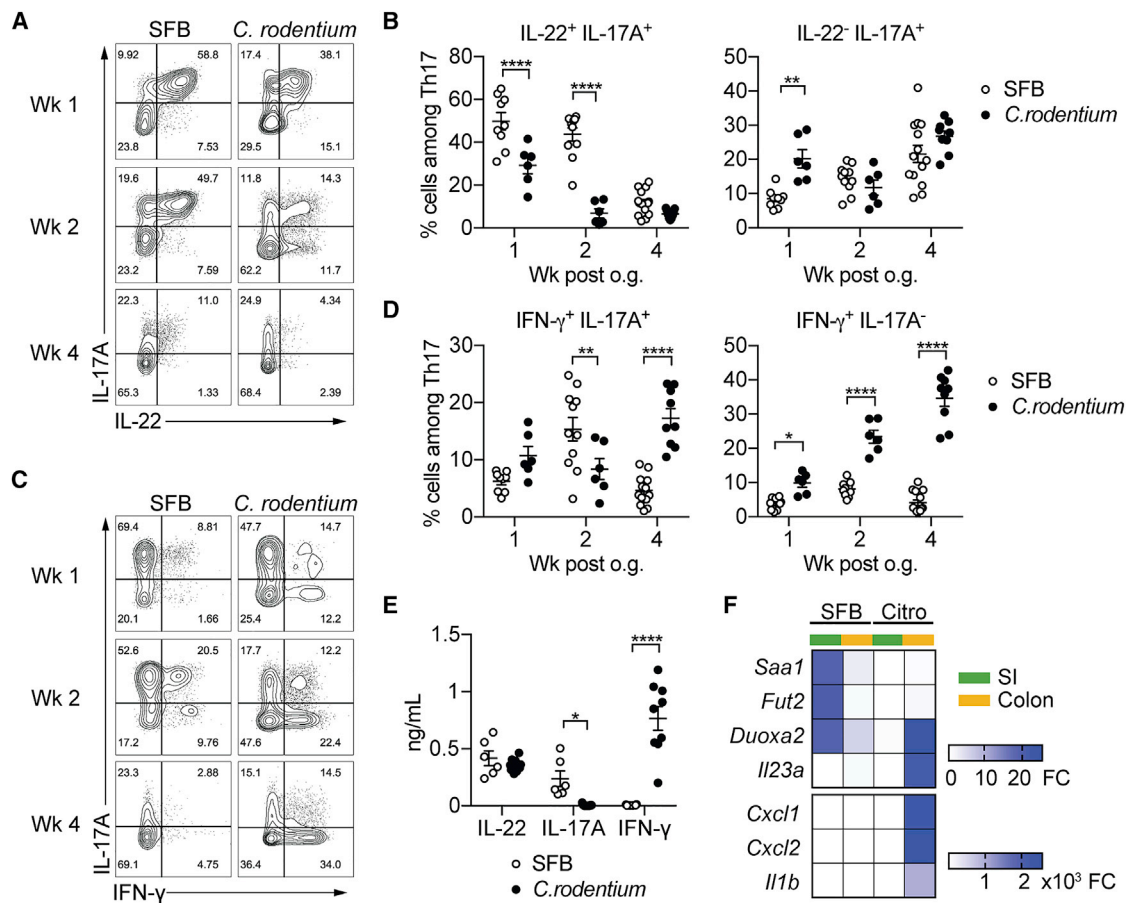 A
SFB
C. rodentium
Wk 1
9.92 58.8
23.8 7.53
17.4 38.1
29.5 15.1
Wk 2
19.6 49.7
23.2 7.59
11.8 14.3
62.2 11.7
Wk 4
22.3 11.0
65.3 1.33
24.9 4.34
68.4 2.39
IL-17A
IL-22
B
IL-22+ IL-17A+
% cells among Th17
80
60
40
20
0
****
****
1 2 4
Wk post o.g.
IL-22- IL-17A+
50
40
30
20
10
0
**
1 2 4
Wk post o.g.
SFB
C.rodentium
C
SFB
C. rodentium
Wk 1
69.4 8.81
20.1 1.66
47.7 14.7
25.4 12.2
Wk 2
52.6 20.5
17.2 9.76
17.7 12.2
47.6 22.4
Wk 4
23.3 2.88
69.1 4.75
15.1 14.5
36.4 34.0
IL-17A
IFN-γ
D
IFN-γ+ IL-17A+
% cells among Th17
30
20
10
0
**
****
1 2 4
Wk post o.g.
IFN-γ+ IL-17A-
50
40
30
20
10
0
*
****
****
1 2 4
Wk post o.g.
SFB
C.rodentium
E
ng/mL
1.5
1
0.5
0
*
****
IL-22 IL-17A IFN-γ
SFB
C.rodentium
F
SFB Citro
Saa1
Fut2
Duoxa2
Il23a
Cxcl1
Cxcl2
Il1b
SI
Colon
0 10 20 FC
1 2 x10³ FC